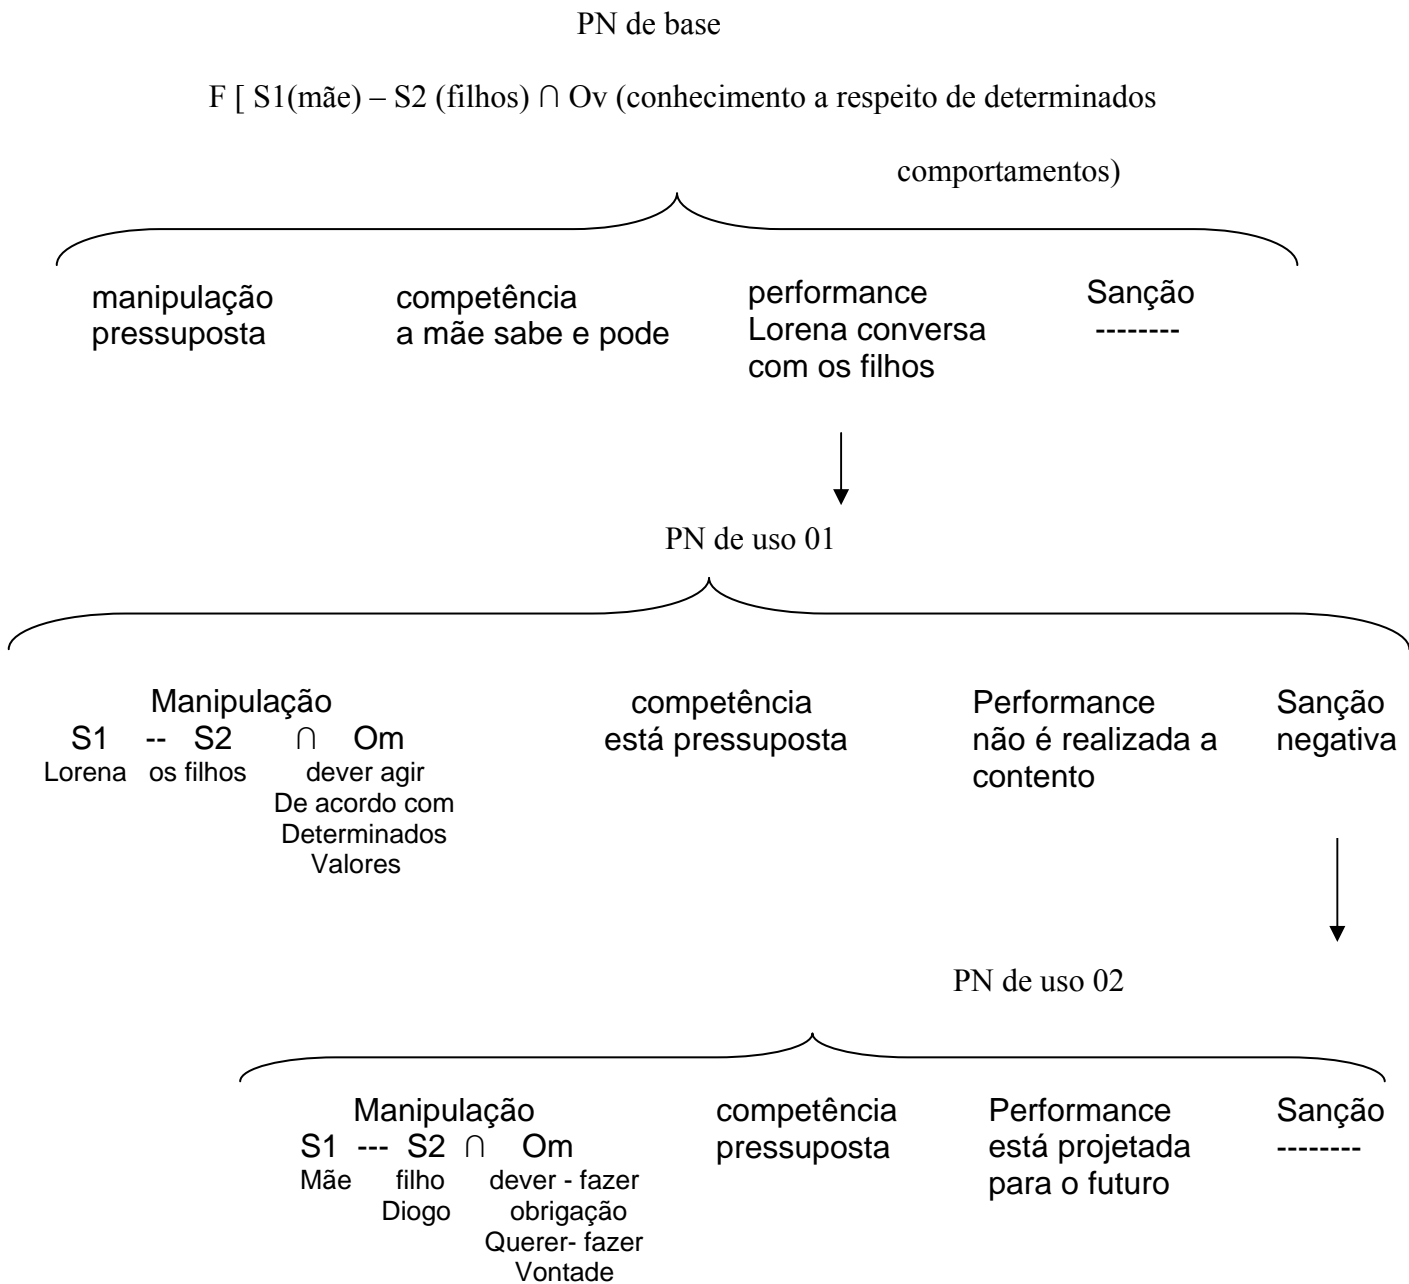 PN de base
F [ S1(mãe) – S2 (filhos) ∩ Ov (conhecimento a respeito de determinados
comportamentos)
manipulação
pressuposta
competência
a mãe sabe e pode
performance
Lorena conversa
com os filhos
Sanção
--------
PN de uso 01
Manipulação
S1 -- S2 ∩ Om
Lorena os filhos dever agir
De acordo com
Determinados
Valores
competência
está pressuposta
Performance
não é realizada a
contento
Sanção
negativa
PN de uso 02
Manipulação
S1 --- S2 ∩ Om
Mãe filho dever - fazer
Diogo obrigação
Querer- fazer
Vontade
competência
pressuposta
Performance
está projetada
para o futuro
Sanção
--------